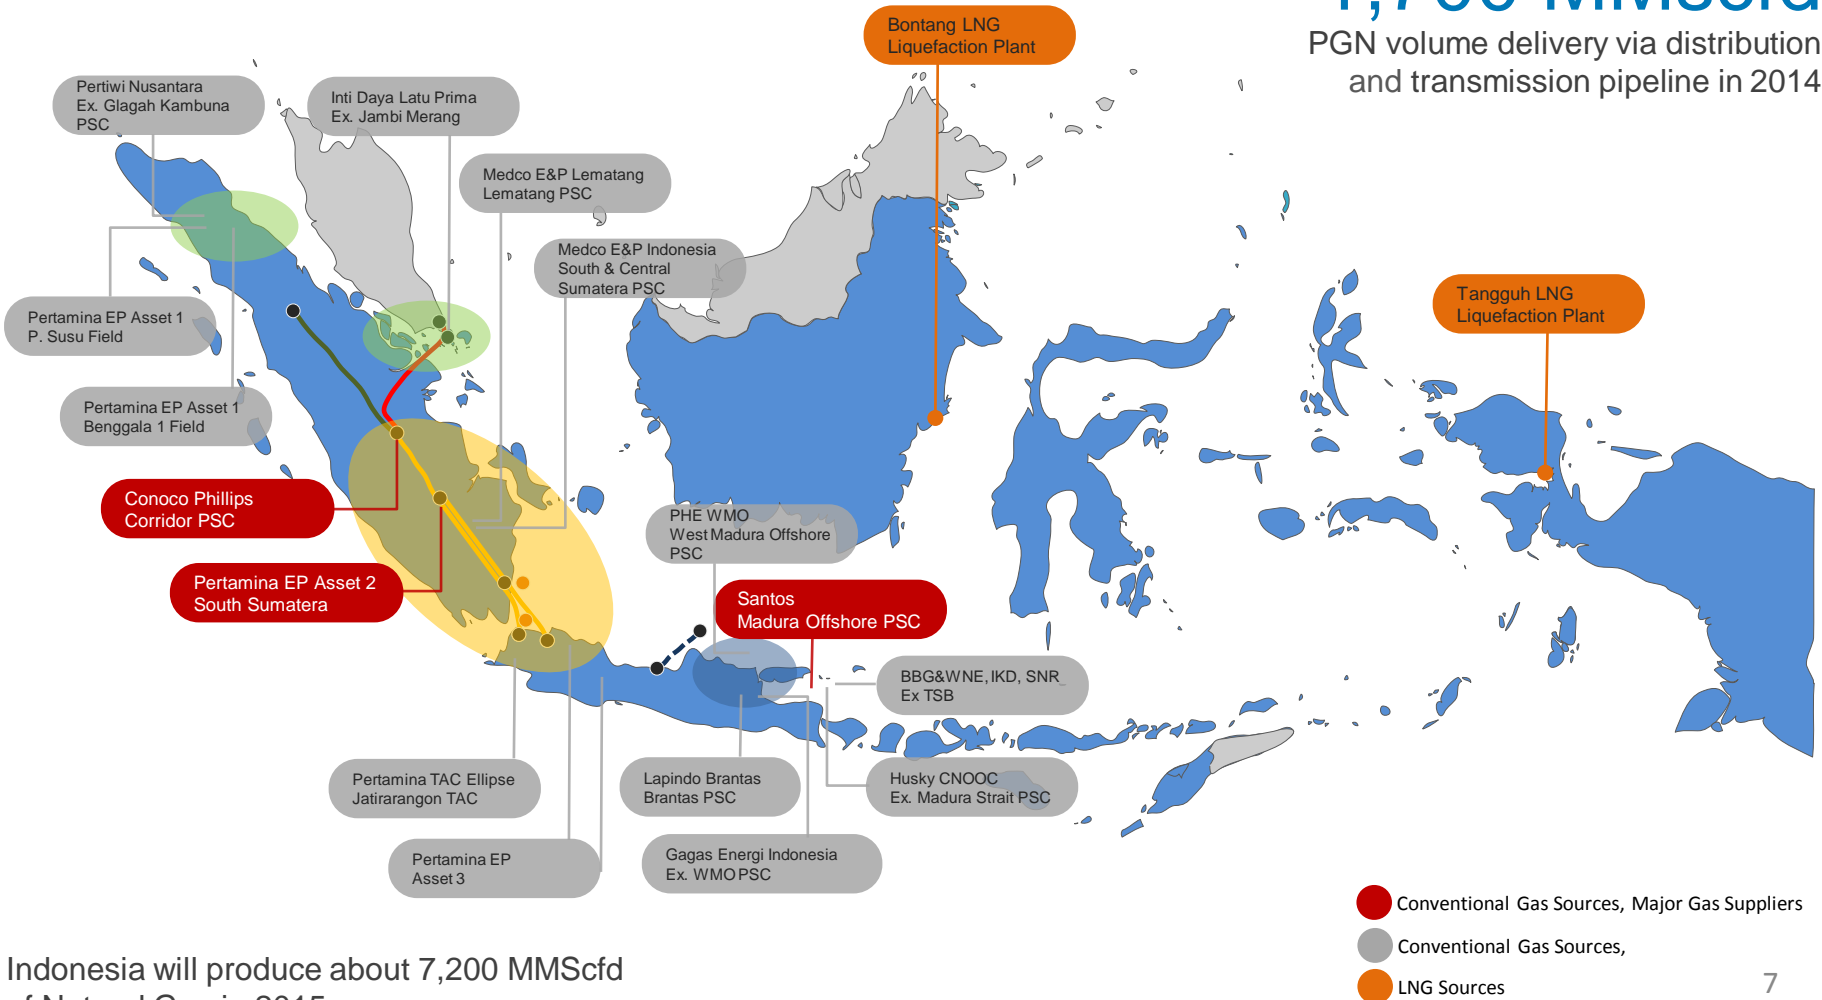 MMScfd
PGN volume delivery via distribution
and transmission pipeline in 2014
Bontang LNG
Liquefaction Plant
Pertiwi Nusantara
Ex. Glagah Kambuna
PSC
Inti Daya Latu Prima
Ex. Jambi Merang
Medco E&P Lematang
Lematang PSC
Medco E&P Indonesia
South & Central
Sumatera PSC
Tangguh LNG
Liquefaction Plant
Pertamina EP Asset 1
P. Susu Field
Pertamina EP Asset 1
Benggala 1 Field
Conoco Phillips
Corridor PSC
PHE WMO
West Madura Offshore
PSC
Pertamina EP Asset 2
South Sumatera
Santos
Madura Offshore PSC
BBG&WNE, IKD, SNR_
Ex TSB
Pertamina TAC Ellipse
Jatirarangon TAC
Lapindo Brantas
Brantas PSC
Husky CNOOC
Ex. Madura Strait PSC
Pertamina EP
Asset 3
Gagas Energi Indonesia
Ex. WMO PSC
Conventional Gas Sources, Major Gas Suppliers
Conventional Gas Sources,
LNG Sources
Indonesia will produce about 7,200 MMScfd
7